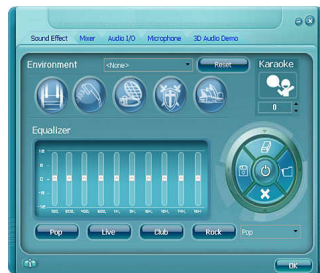 Sound Effect Mixer Audio I/O Microphone 3D Audio Demo
Environment <None> Reset Karaoke
0
Equalizer
Pop Live Club Rock Pop
OK